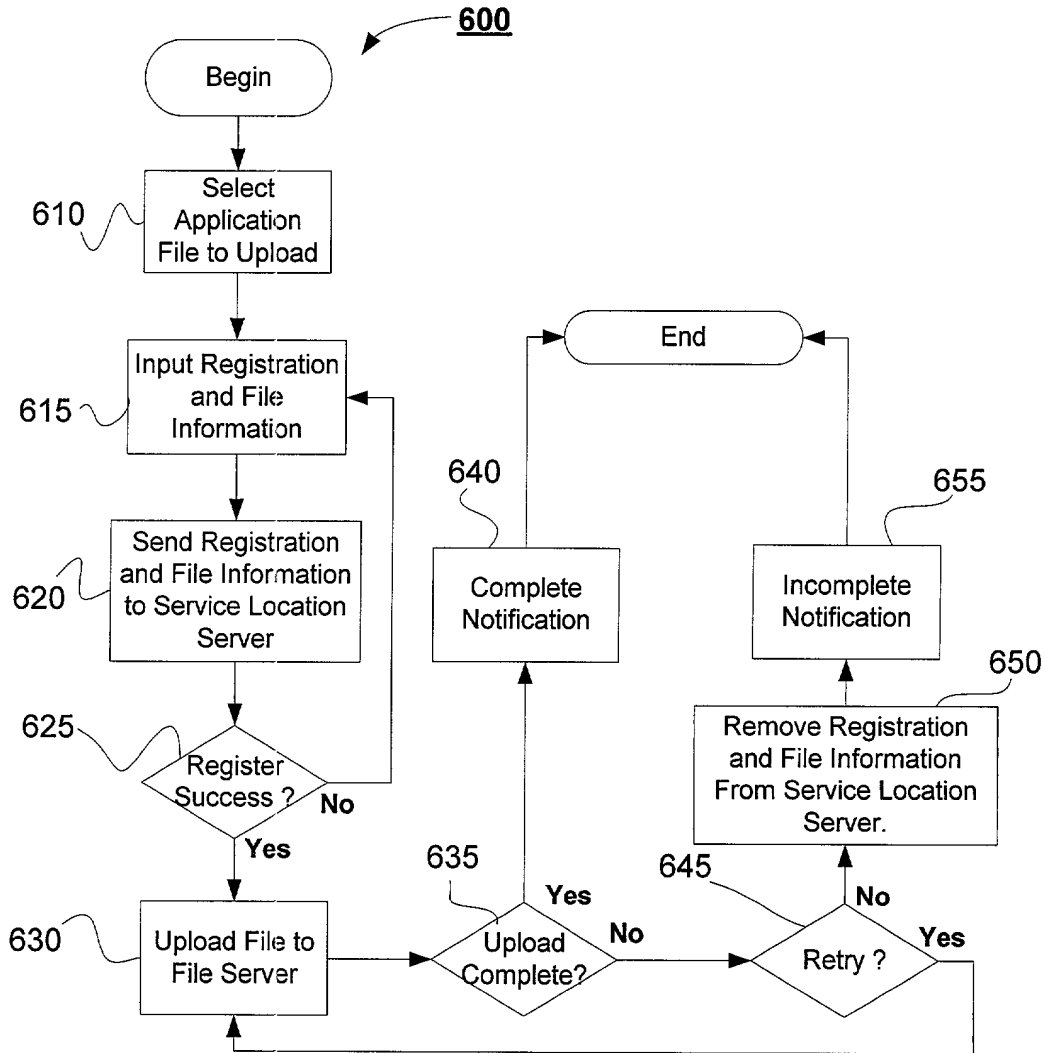 600
Begin
610
Select
Application
File to Upload
End
615
Input Registration
and File
Information
640
655
620
Send Registration
and File Information
to Service Location
Server
Complete
Notification
Incomplete
Notification
650
625
Register
Success ?
No
Yes
Remove Registration
and File Information
From Service Location
Server.
635
645
Yes
No
No
Yes
630
Upload File to
File Server
Upload
Complete?
Retry ?